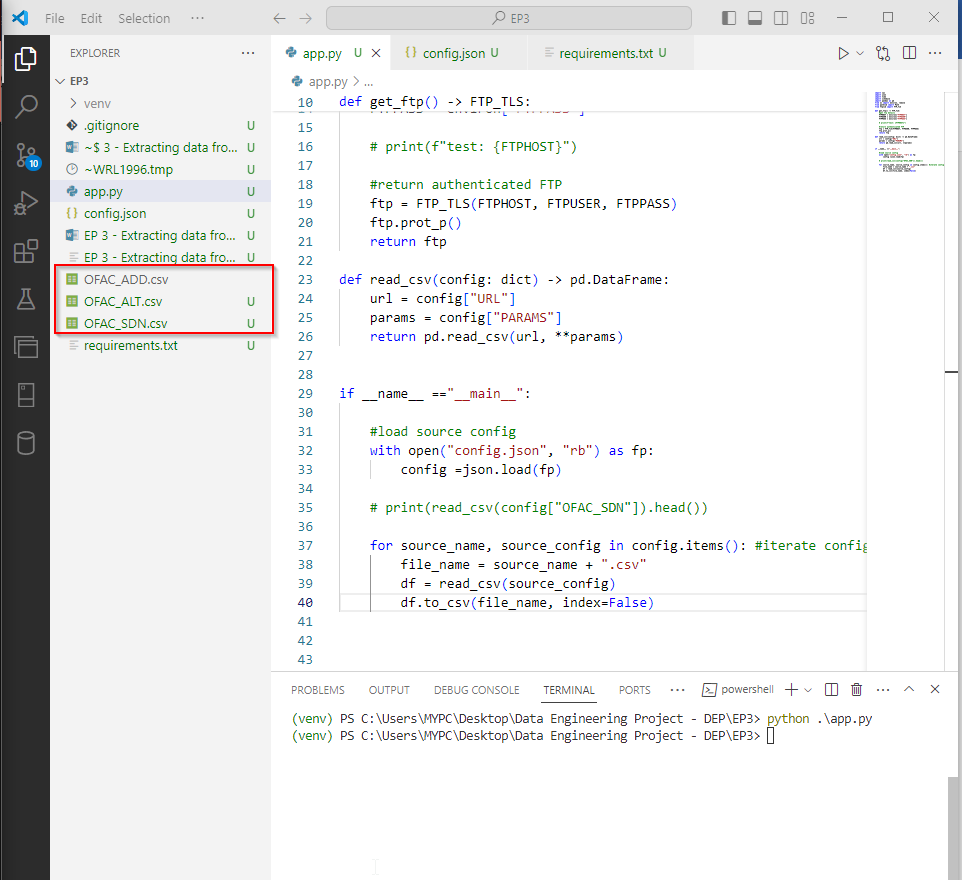 File Edit Selection ··· EP3
EXPLORER ···
EP3
venv
.gitignore U
~$ 3 - Extracting data fro... U
~WRL1996.tmp U
app.py U
config.json U
EP 3 - Extracting data fro... U
EP 3 - Extracting data fro... U
OFAC_ADD.csv
OFAC_ALT.csv U
OFAC_SDN.csv U
requirements.txt U
10
app.py U config.json U requirements.txt U
app.py > ...
10 def get_ftp() -> FTP_TLS:
15
16 # print(f"test: {FTPHOST}")
17
18 #return authenticated FTP
19 ftp = FTP_TLS(FTPHOST, FTPUSER, FTPPASS)
20 ftp.prot_p()
21 return ftp
22
23 def read_csv(config: dict) -> pd.DataFrame:
24 url = config["URL"]
25 params = config["PARAMS"]
26 return pd.read_csv(url, **params)
27
28
29 if __name__ =="__main__":
30
31 #load source config
32 with open("config.json", "rb") as fp:
33 config =json.load(fp)
34
35 # print(read_csv(config["OFAC_SDN"]).head())
36
37 for source_name, source_config in config.items(): #iterate config
38 file_name = source_name + ".csv"
39 df = read_csv(source_config)
40 df.to_csv(file_name, index=False)
41
42
43
PROBLEMS OUTPUT DEBUG CONSOLE TERMINAL PORTS ··· powershell ···
(venv) PS C:\Users\MYPC\Desktop\Data Engineering Project - DEP\EP3> python .\app.py
(venv) PS C:\Users\MYPC\Desktop\Data Engineering Project - DEP\EP3>